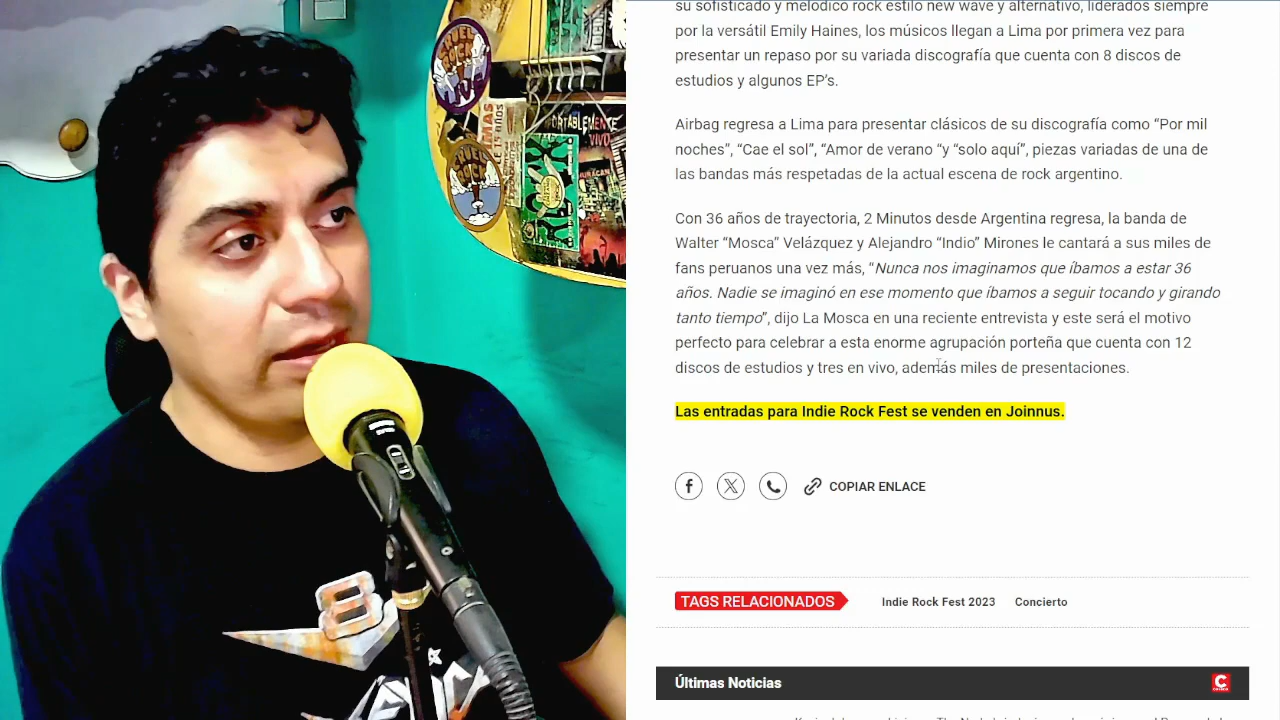 su sofisticado y melódico rock estilo new wave y alternativo, liderados siempre
por la versátil Emily Haines, los músicos llegan a Lima por primera vez para
presentar un repaso por su variada discografía que cuenta con 8 discos de
estudios y algunos EP's.
Airbag regresa a Lima para presentar clásicos de su discografía como “Por mil
noches”, “Cae el sol”, “Amor de verano “y “solo aquí”, piezas variadas de una de
las bandas más respetadas de la actual escena de rock argentino.
Con 36 años de trayectoria, 2 Minutos desde Argentina regresa, la banda de
Walter “Mosca” Velázquez y Alejandro “Indio” Mirones le cantará a sus miles de
fans peruanos una vez más, “Nunca nos imaginamos que íbamos a estar 36
años. Nadie se imaginó en ese momento que íbamos a seguir tocando y girando
tanto tiempo”, dijo La Mosca en una reciente entrevista y este será el motivo
perfecto para celebrar a esta enorme agrupación porteña que cuenta con 12
discos de estudios y tres en vivo, además miles de presentaciones.
Las entradas para Indie Rock Fest se venden en Joinnus.
COPIAR ENLACE
TAGS RELACIONADOS
Indie Rock Fest 2023
Concierto
Últimas Noticias
C
VIVO
8